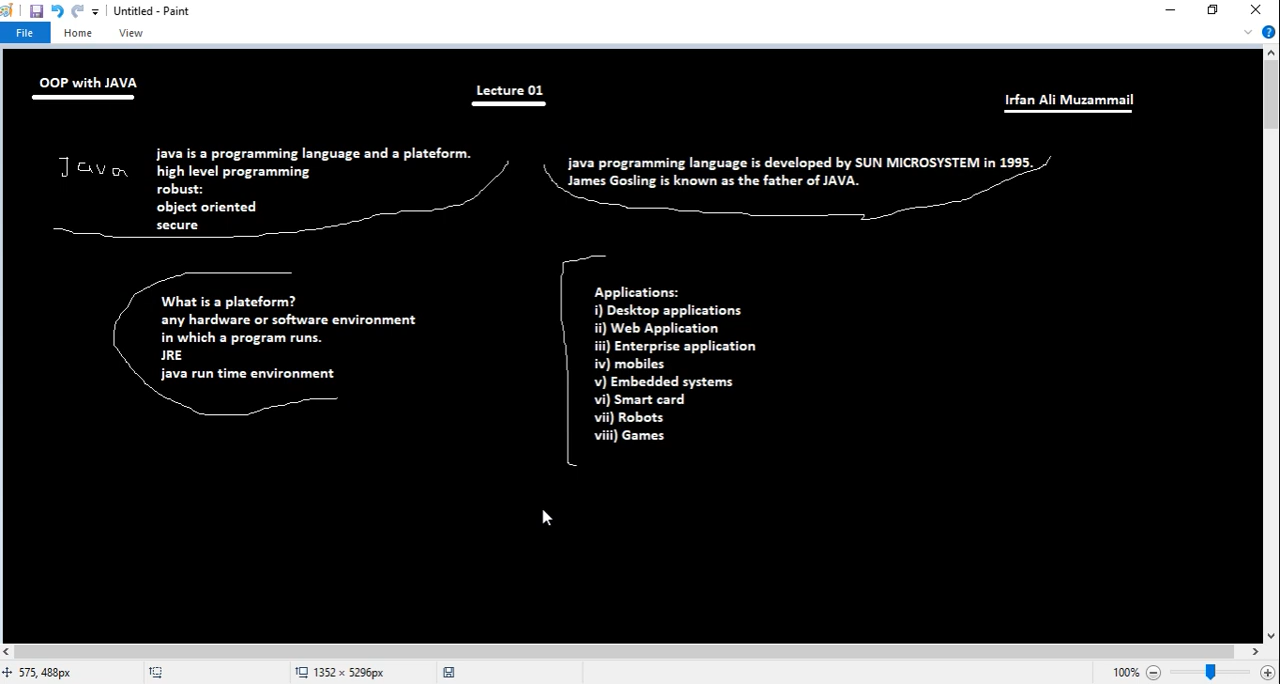 Untitled - Paint
File
Home
View
OOP with JAVA
Lecture 01
Irfan Ali Muzammail
Java
java is a programming language and a plateform.
high level programming
robust:
object oriented
secure
java programming language is developed by SUN MICROSYSTEM in 1995.
James Gosling is known as the father of JAVA.
What is a plateform?
any hardware or software environment
in which a program runs.
JRE
java run time environment
Applications:
i) Desktop applications
ii) Web Application
iii) Enterprise application
iv) mobiles
v) Embedded systems
vi) Smart card
vii) Robots
viii) Games
575, 488px
1352 × 5296px
100%